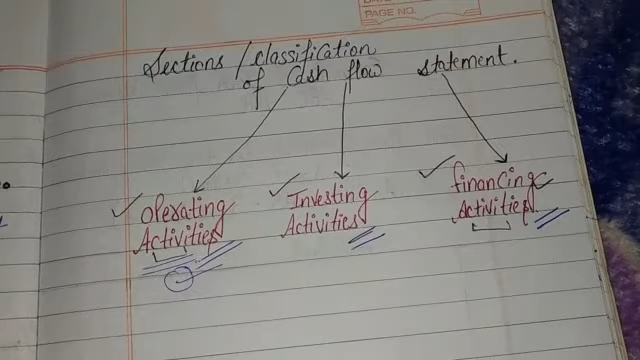 PAGE NO.
Sections / classification
of Cash flow statement.
Operating
Activities
Investing
Activities
financing
Activities